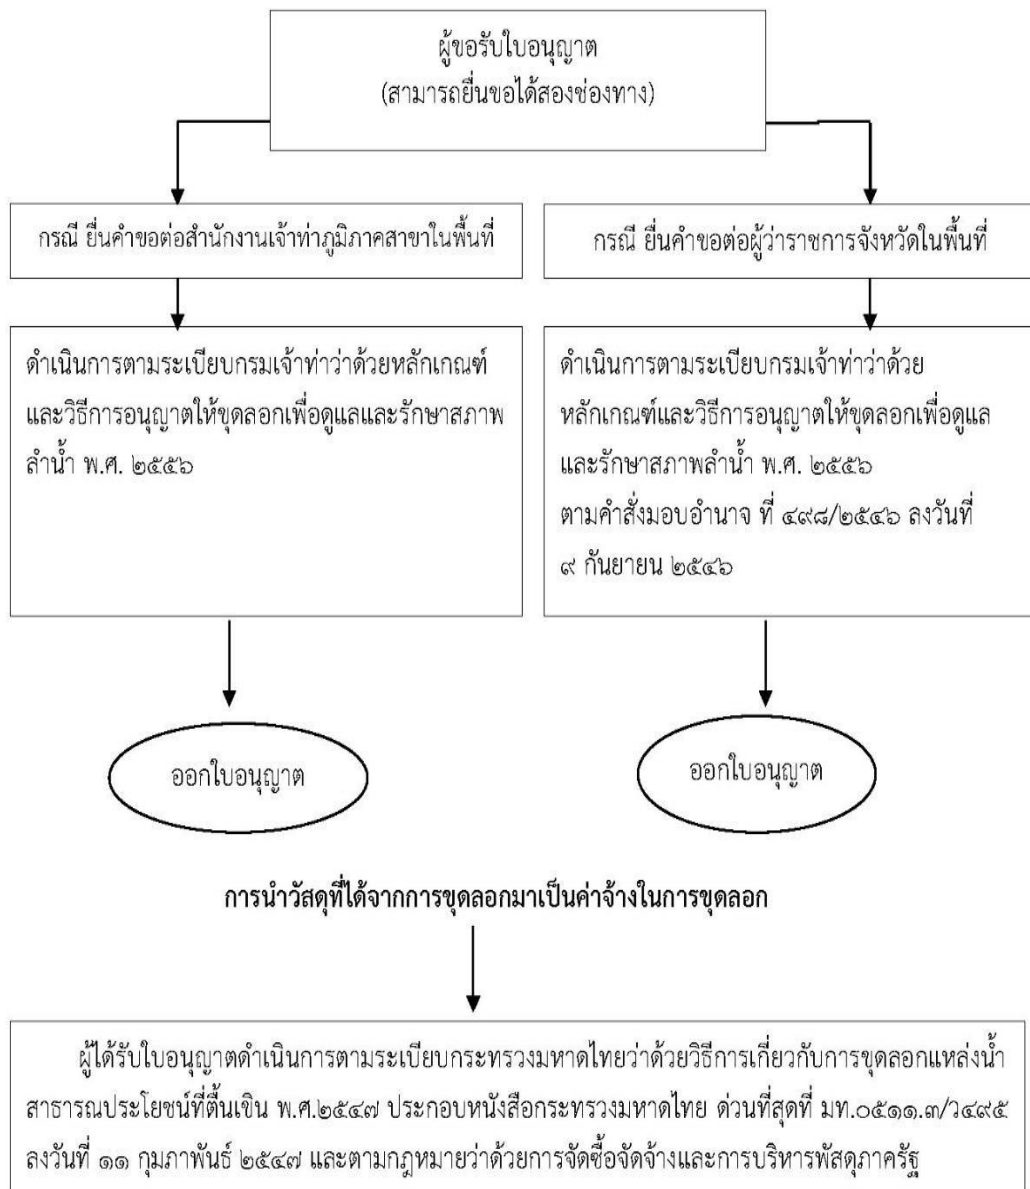 ผู้ขอรับใบอนุญาต
(สามารถยื่นขอได้สองช่องทาง)
กรณี ยื่นคำขอต่อสำนักงานเจ้าท่าภูมิภาคสาขาในพื้นที่
กรณี ยื่นคำขอต่อผู้ว่าราชการจังหวัดในพื้นที่
ดำเนินการตามระเบียบกรมเจ้าท่าว่าด้วยหลักเกณฑ์
และวิธีการอนุญาตให้ขุดลอกเพื่อดูแลและรักษาสภาพ
ลำน้ำ พ.ศ. ๒๕๕๖
ดำเนินการตามระเบียบกรมเจ้าท่าว่าด้วย
หลักเกณฑ์และวิธีการอนุญาตให้ขุดลอกเพื่อดูแล
และรักษาสภาพลำน้ำ พ.ศ. ๒๕๕๖
ตามคำสั่งมอบอำนาจ ที่ ๔๙๘/๒๕๔๖ ลงวันที่
๙ กันยายน ๒๕๔๖
ออกใบอนุญาต
ออกใบอนุญาต
การนำวัสดุที่ได้จากการขุดลอกมาเป็นค่าจ้างในการขุดลอก
ผู้ได้รับใบอนุญาตดำเนินการตามระเบียบกระทรวงมหาดไทยว่าด้วยวิธีการเกี่ยวกับการขุดลอกแหล่งน้ำ
สาธารณประโยชน์ที่ตื้นเขิน พ.ศ.๒๕๔๗ ประกอบหนังสือกระทรวงมหาดไทย ด่วนที่สุดที่ มท.๐๕๑๑.๓/ว๔๙๕
ลงวันที่ ๑๑ กุมภาพันธ์ ๒๕๔๗ และตามกฎหมายว่าด้วยการจัดซื้อจัดจ้างและการบริหารพัสดุภาครัฐ